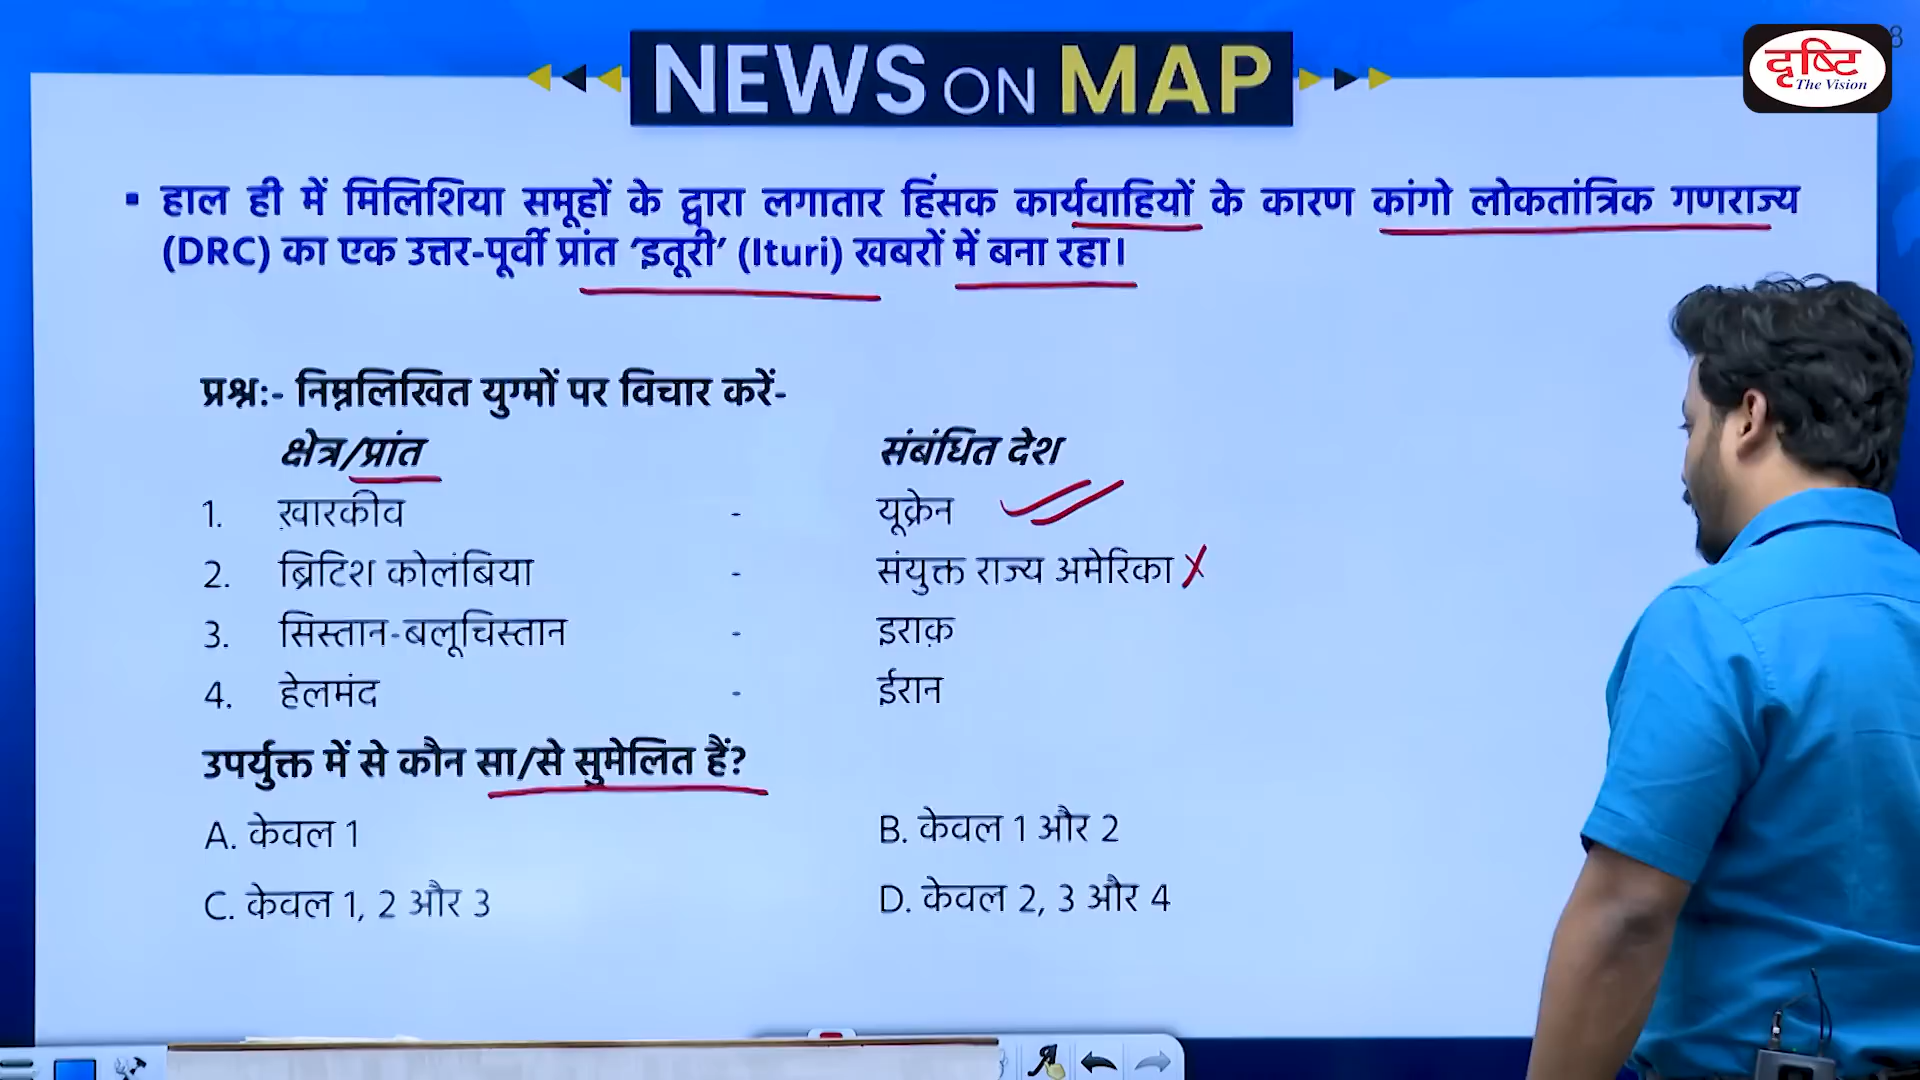 NEWS ON MAP
8
दृष्टि
The Vision
▪ हाल ही में मिलिशिया समूहों के द्वारा लगातार हिंसक कार्यवाहियों के कारण कांगो लोकतांत्रिक गणराज्य
(DRC) का एक उत्तर-पूर्वी प्रांत ‘इतूरी’ (Ituri) खबरों में बना रहा।
प्रश्न:- निम्नलिखित युग्मों पर विचार करें-
क्षेत्र/प्रांत संबंधित देश
1. ख़ारकीव - यूक्रेन
2. ब्रिटिश कोलंबिया - संयुक्त राज्य अमेरिका
3. सिस्तान-बलूचिस्तान - इराक़
4. हेलमंद - ईरान
उपर्युक्त में से कौन सा/से सुमेलित हैं?
A. केवल 1 B. केवल 1 और 2
C. केवल 1, 2 और 3 D. केवल 2, 3 और 4